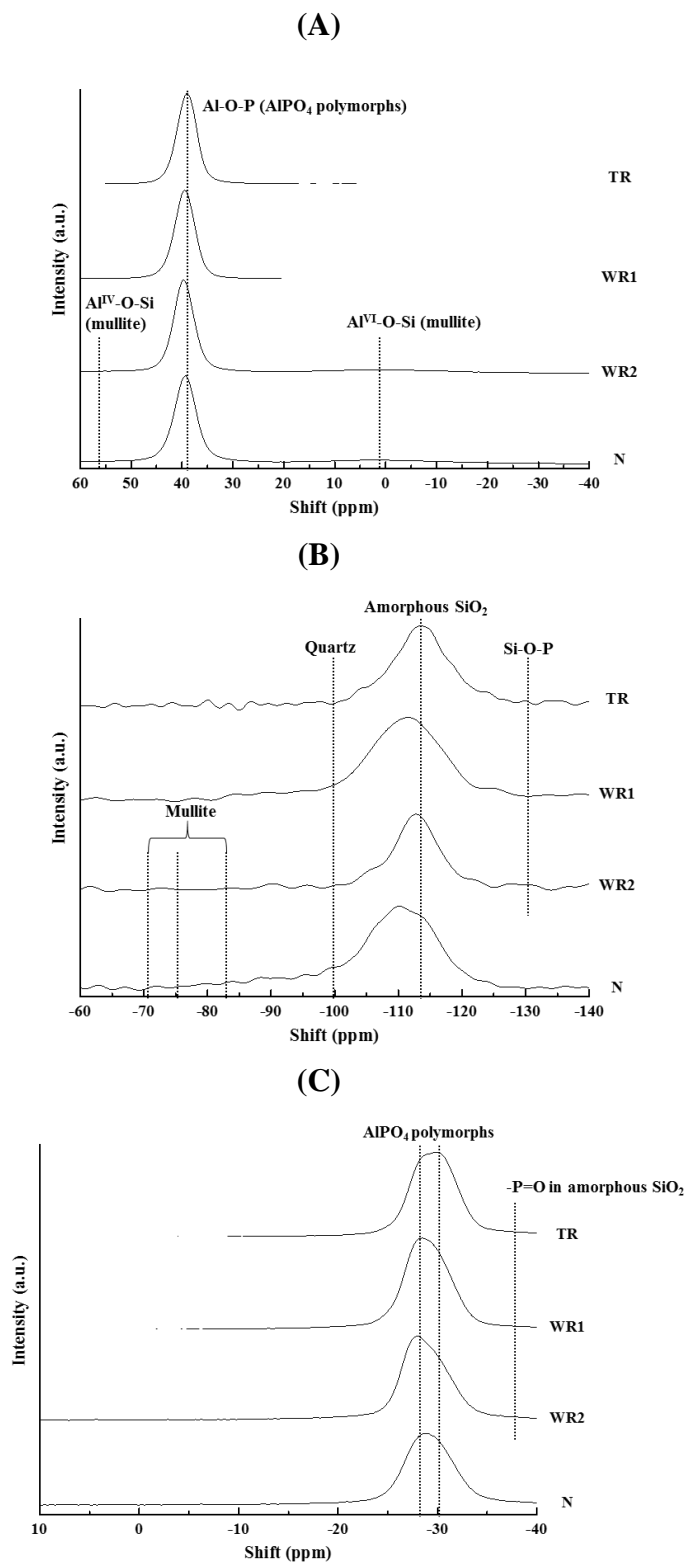 (A)
Al-O-P (AlPO₄ polymorphs)
TR
WR1
Alᴵⱽ-O-Si
(mullite)
Alⱽᴵ-O-Si (mullite)
WR2
N
Intensity (a.u.)
60 50 40 30 20 10 0 -10 -20 -30 -40
Shift (ppm)
(B)
Amorphous SiO₂
Quartz
Si-O-P
TR
WR1
Mullite
WR2
N
Intensity (a.u.)
-60 -70 -80 -90 -100 -110 -120 -130 -140
Shift (ppm)
(C)
AlPO₄ polymorphs
-P=O in amorphous SiO₂
TR
WR1
WR2
N
Intensity (a.u.)
10 0 -10 -20 -30 -40
Shift (ppm)